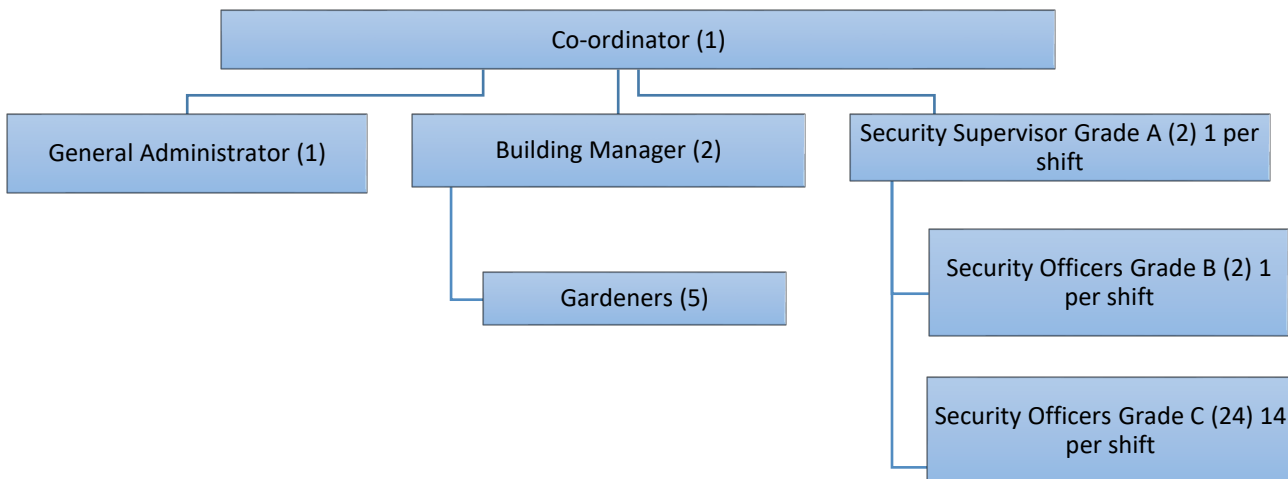 Co-ordinator (1)
General Administrator (1)
Building Manager (2)
Security Supervisor Grade A (2) 1 per
shift
Gardeners (5)
Security Officers Grade B (2) 1
per shift
Security Officers Grade C (24) 14
per shift